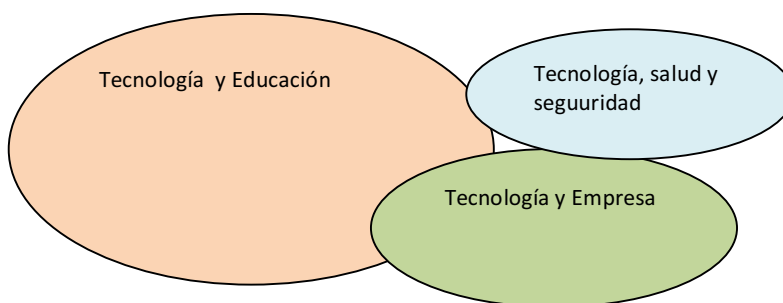 Tecnología  y Educación
Tecnología, salud y
seguuridad
Tecnología y Empresa